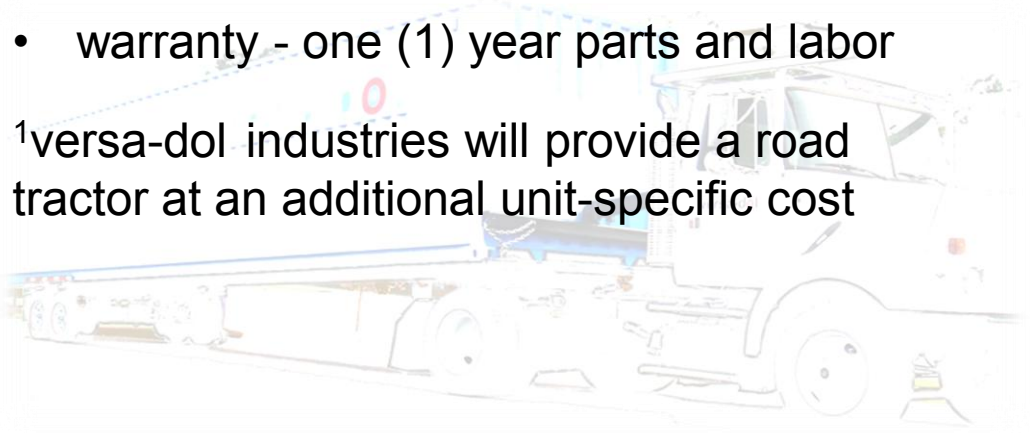 • warranty - one (1) year parts and labor
¹versa-dol industries will provide a road
tractor at an additional unit-specific cost